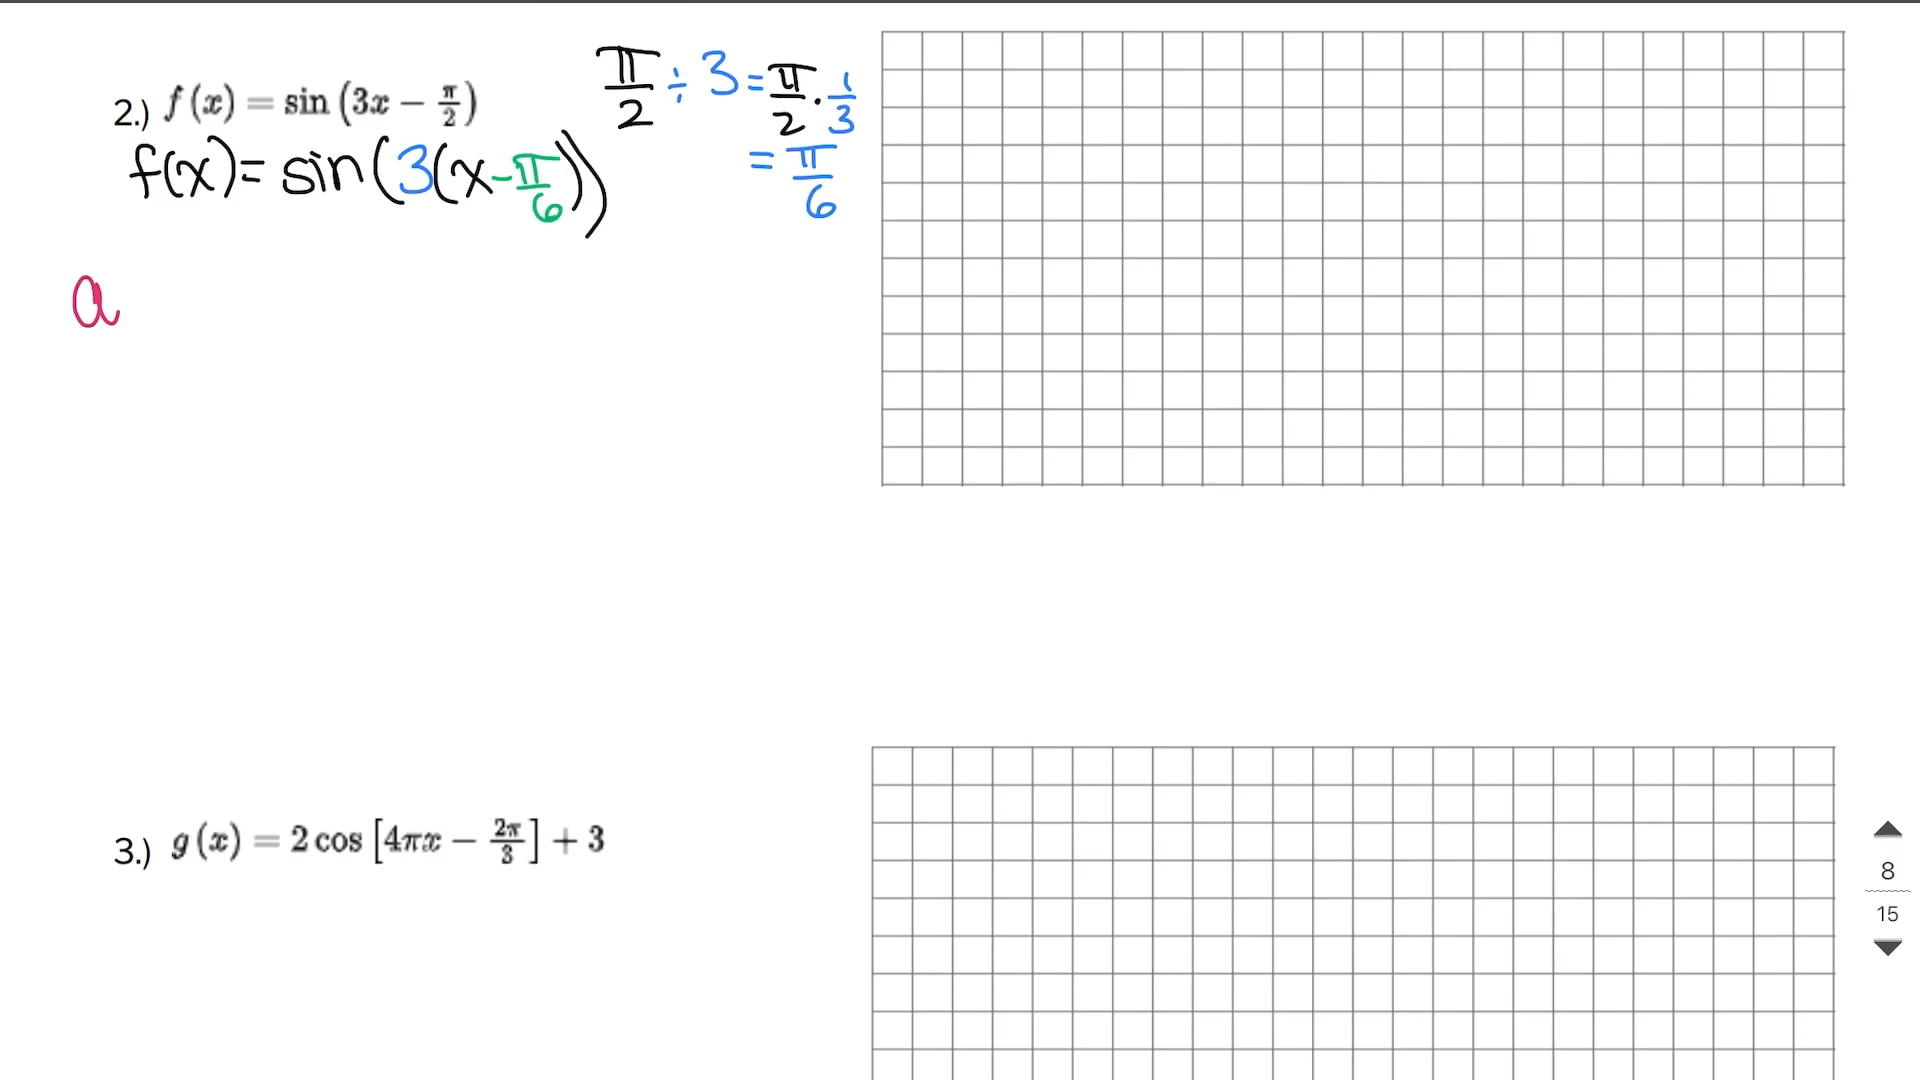 2.) f(x) = sin(3x − π/2)
π/2 ÷ 3 = π/2 · 1/3
= π/6
f(x) = sin(3(x − π/6))
a
3.) g(x) = 2 cos[4πx − 2π/3] + 3
8
15